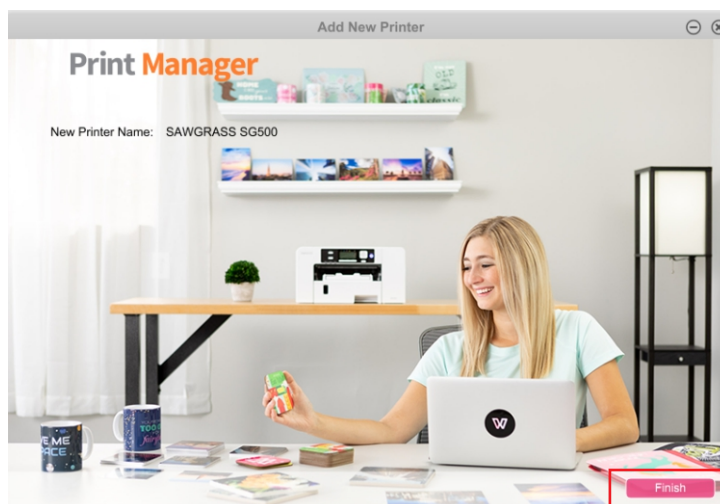 Add New Printer
Print Manager
New Printer Name: SAWGRASS SG500
Finish